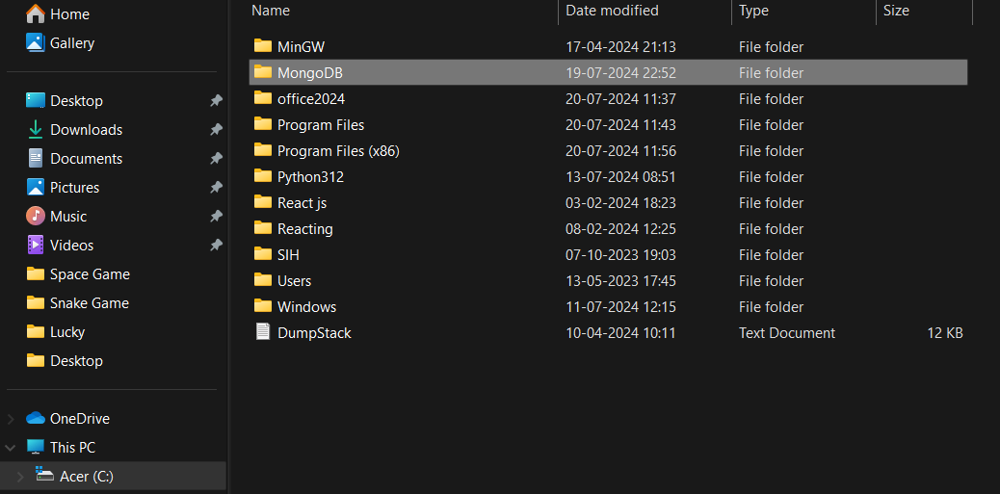 Home
Gallery
Desktop
Downloads
Documents
Pictures
Music
Videos
Space Game
Snake Game
Lucky
Desktop
OneDrive
This PC
Acer (C:)
Name Date modified Type Size
MinGW 17-04-2024 21:13 File folder
MongoDB 19-07-2024 22:52 File folder
office2024 20-07-2024 11:37 File folder
Program Files 20-07-2024 11:43 File folder
Program Files (x86) 20-07-2024 11:56 File folder
Python312 13-07-2024 08:51 File folder
React js 03-02-2024 18:23 File folder
Reacting 08-02-2024 12:25 File folder
SIH 07-10-2023 19:03 File folder
Users 13-05-2023 17:45 File folder
Windows 11-07-2024 12:15 File folder
DumpStack 10-04-2024 10:11 Text Document 12 KB